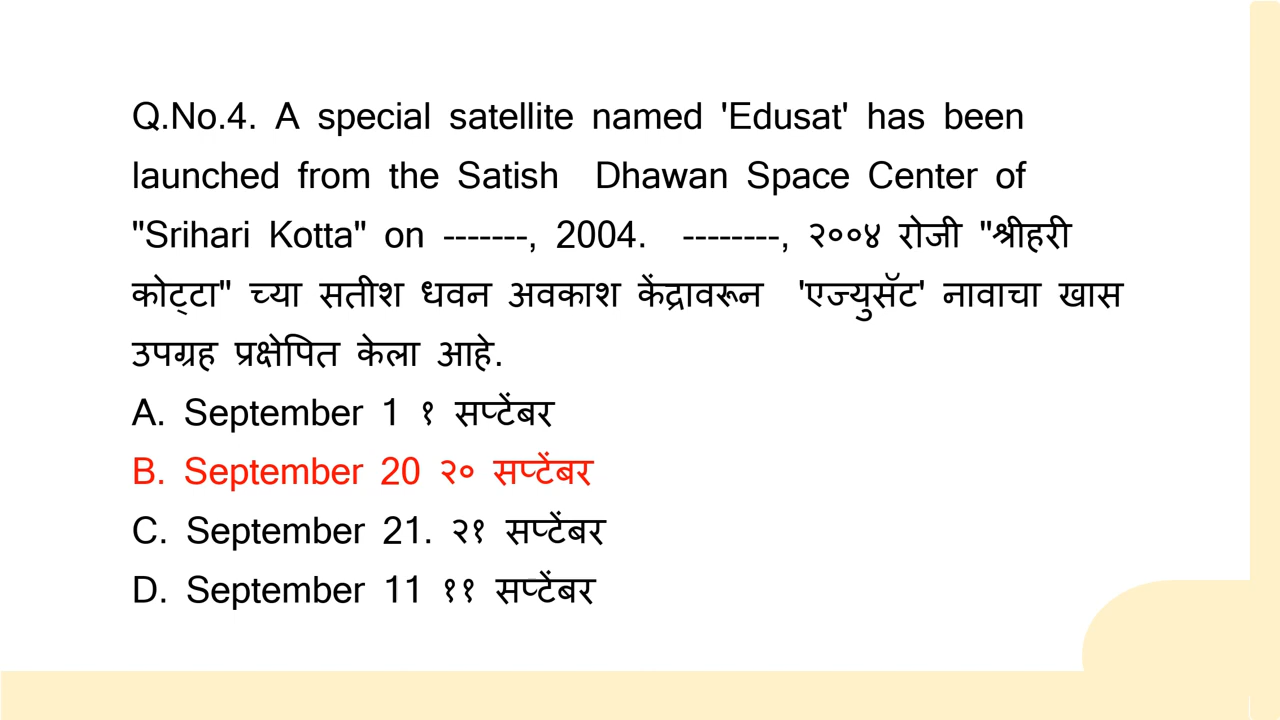 Q.No.4. A special satellite named 'Edusat' has been
launched from the Satish Dhawan Space Center of
"Srihari Kotta" on -------, 2004. --------, २००४ रोजी "श्रीहरी
कोट्टा" च्या सतीश धवन अवकाश केंद्रावरून 'एज्युसॅट' नावाचा खास
उपग्रह प्रक्षेपित केला आहे.
A. September 1 १ सप्टेंबर
B. September 20 २० सप्टेंबर
C. September 21. २१ सप्टेंबर
D. September 11 ११ सप्टेंबर